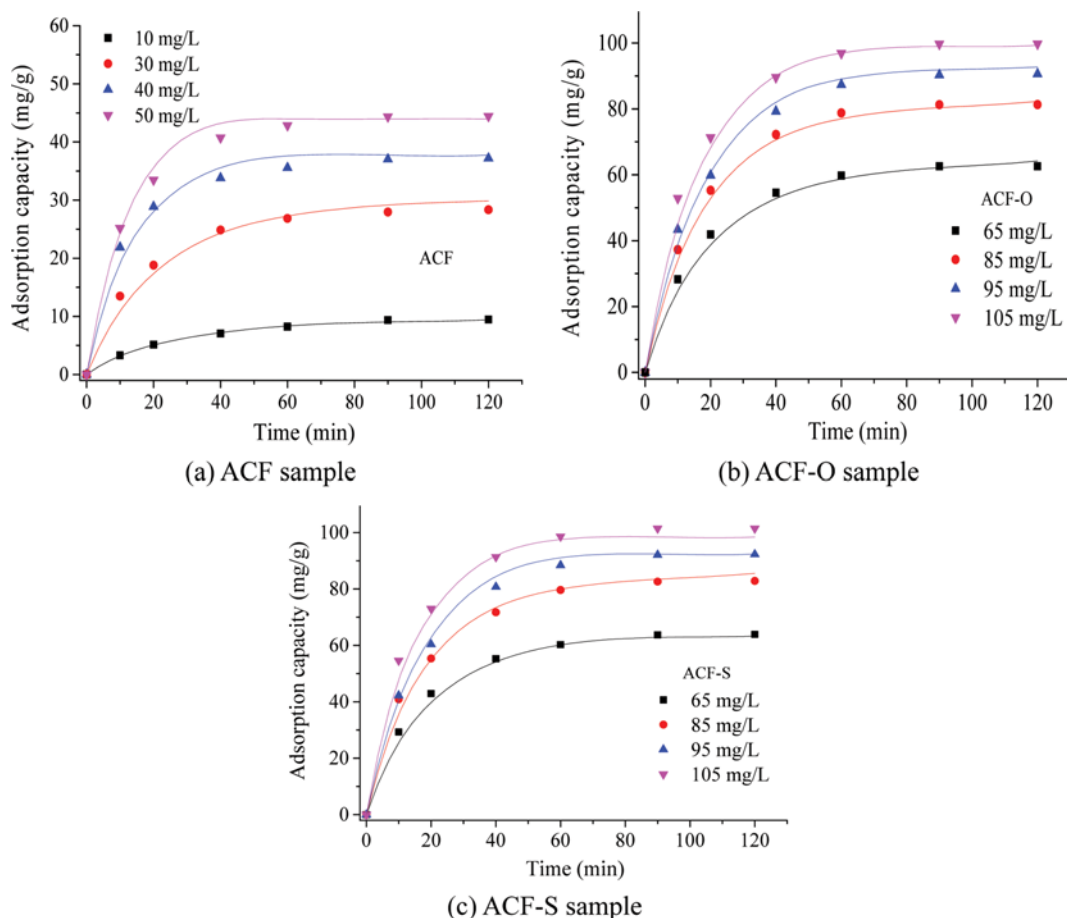 60
50
40
30
20
10
0
Adsorption capacity (mg/g)
10 mg/L
30 mg/L
40 mg/L
50 mg/L
ACF
0 20 40 60 80 100 120
Time (min)
(a) ACF sample
100
80
60
40
20
0
Adsorption capacity (mg/g)
ACF-O
65 mg/L
85 mg/L
95 mg/L
105 mg/L
0 20 40 60 80 100 120
Time (min)
(b) ACF-O sample
100
80
60
40
20
0
Adsorption capacity (mg/g)
ACF-S
65 mg/L
85 mg/L
95 mg/L
105 mg/L
0 20 40 60 80 100 120
Time (min)
(c) ACF-S sample